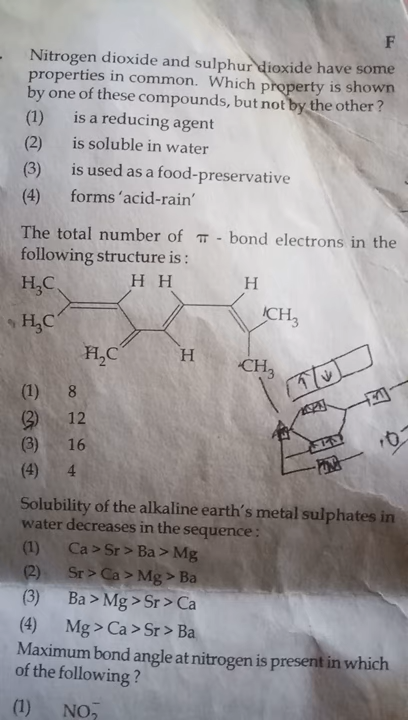 F
Nitrogen dioxide and sulphur dioxide have some
properties in common. Which property is shown
by one of these compounds, but not by the other ?
(1) is a reducing agent
(2) is soluble in water
(3) is used as a food-preservative
(4) forms 'acid-rain'
The total number of π - bond electrons in the
following structure is :
H₃C H H H
H₃C CH₃
H₂C H CH₃
(1) 8
(2) 12
(3) 16
(4) 4
Solubility of the alkaline earth's metal sulphates in
water decreases in the sequence :
(1) Ca > Sr > Ba > Mg
(2) Sr > Ca > Mg > Ba
(3) Ba > Mg > Sr > Ca
(4) Mg > Ca > Sr > Ba
Maximum bond angle at nitrogen is present in which
of the following ?
(1) NO₂⁻